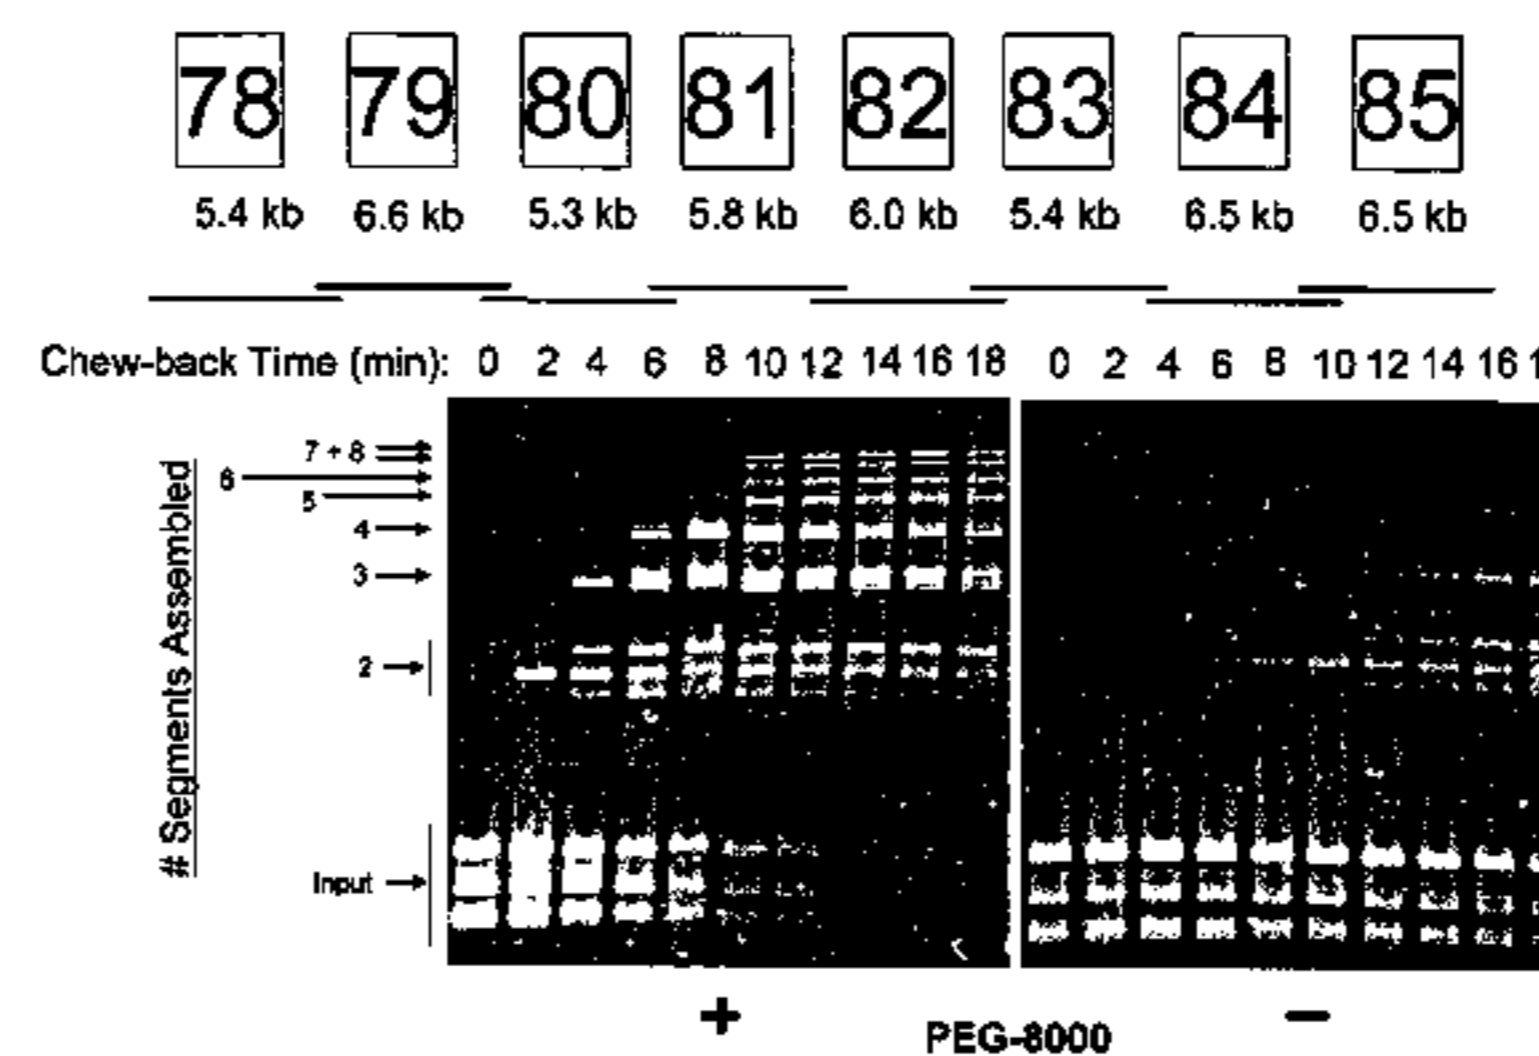 78 79 80 81 82 83 84 85
5.4 kb 6.6 kb 5.3 kb 5.8 kb 6.0 kb 5.4 kb 6.5 kb 6.5 kb
Chew-back Time (min): 0 2 4 6 8 10 12 14 16 18 0 2 4 6 8 10 12 14 16
# Segments Assembled
7 + 8
6
5
4
3
2
Input
+ −
PEG-8000